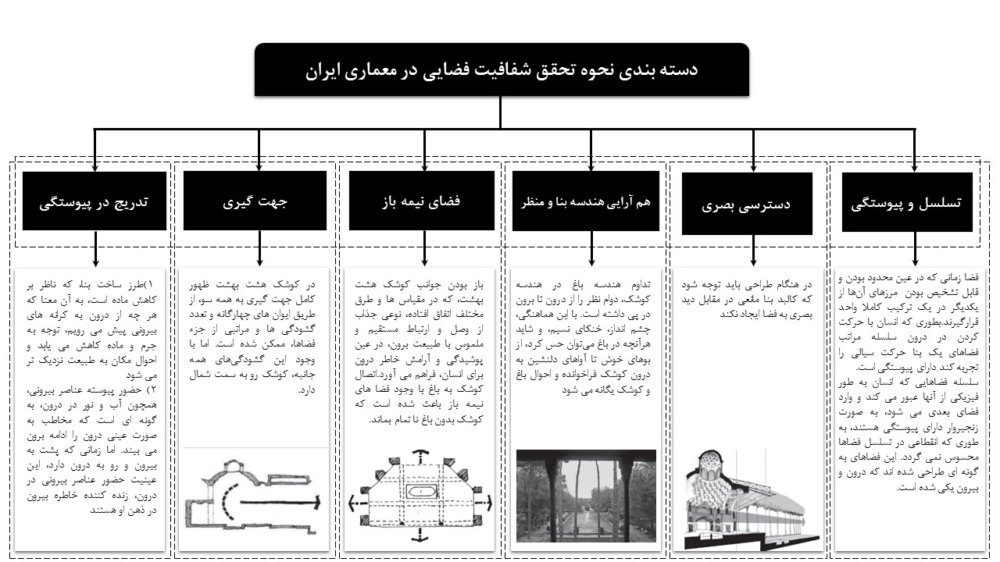 دسته بندی نحوه تحقق شفافیت فضایی در معماری ایران
تسلسل و پیوستگی
فضا زمانی که در عین محدود بودن و
قابل تشخیص بودن مرزهای آن‌ها از
یکدیگر در یک ترکیب کاملا واحد
قرارگیرند.بطوری که انسان با حرکت
کردن در درون سلسله مراتب
فضاهای یک بنا حرکت سیالی را
تجربه کند دارای پیوستگی است.
سلسله فضاهایی که انسان به طور
فیزیکی از آنها عبور می کند و وارد
فضای بعدی می شود، به صورت
زنجیروار دارای پیوستگی هستند، به
طوری که انقطاعی در تسلسل فضاها
محسوس نمی گردد. این فضاهای به
گونه ای طراحی شده اند که درون و
بیرون یکی شده است.
دسترسی بصری
در هنگام طراحی باید توجه شود
که کالبد بنا مانعی در مقابل دید
بصری به فضا ایجاد نکند
هم آرایی هندسه بنا و منظر
تداوم هندسه باغ در هندسه
کوشک، دوام نظر را از درون تا برون
در پی داشته است. با این هماهنگی،
چشم انداز، خنکای نسیم، و شاید
هرآنچه در باغ می‌توان حس کرد، از
بوهای خوش تا آواهای دلنشین به
درون کوشک فراخوانده و احوال باغ
و کوشک یگانه می شود
فضای نیمه باز
باز بودن جوانب کوشک هشت
بهشت، که در مقیاس ها و طرق
مختلف اتفاق افتاده، نوعی جذاب
از وصل و ارتباط مستقیم و
ملموس با طبیعت برون، در عین
پوشیدگی و آرامش خاطر درون
برای انسان، فراهم می آورد.اتصال
کوشک به باغ با وجود فضا های
نیمه باز باعث شده است که
کوشک بدون باغ نا تمام بماند.
جهت گیری
در کوشک هشت بهشت ظهور
کامل جهت گیری به همه سو، از
طریق ایوان های چهارگانه و تعدد
گشودگی ها و مراتبی از جزء
فضاها، ممکن شده است. اما با
وجود این گشودگی‌های همه
جانبه، کوشک رو به سمت شمال
دارد.
تدریج در پیوستگی
۱)طرز ساخت بنا، که ناظر بر
کاهش ماده است، به آن معنا که
هر چه از درون به کرانه های
بیرونی پیش می رویم، توجه به
جرم و ماده کاهش می یابد و
احوال مکان به طبیعت نزدیک تر
می شود
۲) حضور پیوسته عناصر بیرونی،
همچون آب و نور در درون، به
گونه ای است که مخاطب به
صورت عینی درون را ادامه برون
می بیند. اما زمانی که پشت به
بیرون و رو به درون دارد، این
عینیت حضور عناصر بیرونی در
درون، زنده کننده خاطره بیرون
در ذهن او هستند